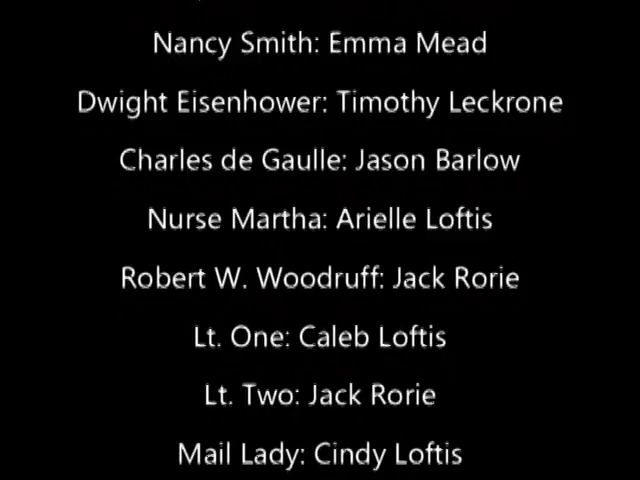 Nancy Smith: Emma Mead
Dwight Eisenhower: Timothy Leckrone
Charles de Gaulle: Jason Barlow
Nurse Martha: Arielle Loftis
Robert W. Woodruff: Jack Rorie
Lt. One: Caleb Loftis
Lt. Two: Jack Rorie
Mail Lady: Cindy Loftis